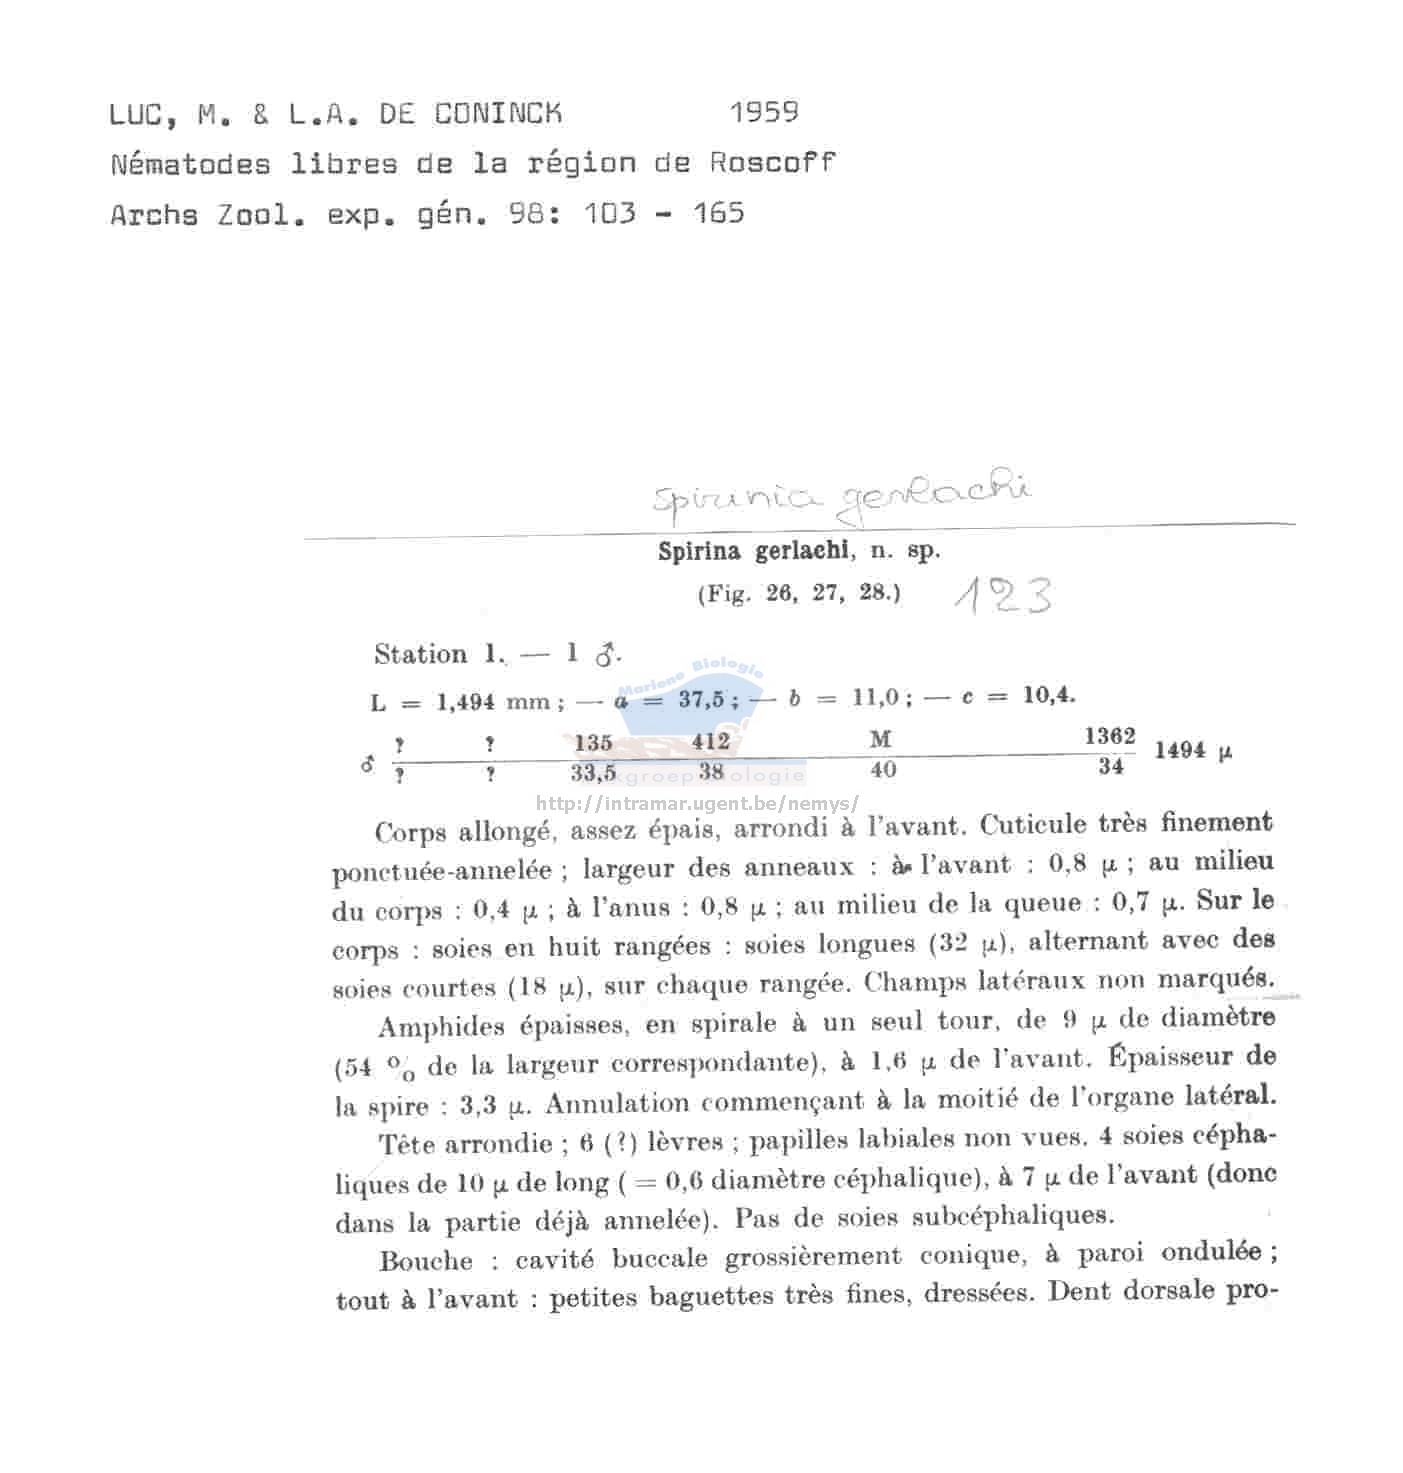 LUC, M. & L.A. DE CONINCK 1959
Nématodes libres de la région de Roscoff
Archs Zool. exp. gén. 98: 103 - 165
Spirinia gerlachi
Spirina gerlachi, n. sp.
(Fig. 26, 27, 28.) 123
Station 1. — 1 ♂.
Mariene Biologie
L = 1,494 mm ; — a = 37,5 ; — b = 11,0 ; — c = 10,4.
? ? 135 412 M 1362
♂ 1494 µ
? ? 33,5 38 40 34
http://intramar.ugent.be/nemys/
Corps allongé, assez épais, arrondi à l'avant. Cuticule très finement
ponctuée-annelée ; largeur des anneaux : à l'avant : 0,8 µ ; au milieu
du corps : 0,4 µ ; à l'anus : 0,8 µ ; au milieu de la queue : 0,7 µ. Sur le
corps : soies en huit rangées : soies longues (32 µ), alternant avec des
soies courtes (18 µ), sur chaque rangée. Champs latéraux non marqués.
Amphides épaisses, en spirale à un seul tour, de 9 µ de diamètre
(54 % de la largeur correspondante), à 1,6 µ de l'avant. Épaisseur de
la spire : 3,3 µ. Annulation commençant à la moitié de l'organe latéral.
Tête arrondie ; 6 (?) lèvres ; papilles labiales non vues. 4 soies cépha-
liques de 10 µ de long ( = 0,6 diamètre céphalique), à 7 µ de l'avant (donc
dans la partie déjà annelée). Pas de soies subcéphaliques.
Bouche : cavité buccale grossièrement conique, à paroi ondulée ;
tout à l'avant : petites baguettes très fines, dressées. Dent dorsale pro-